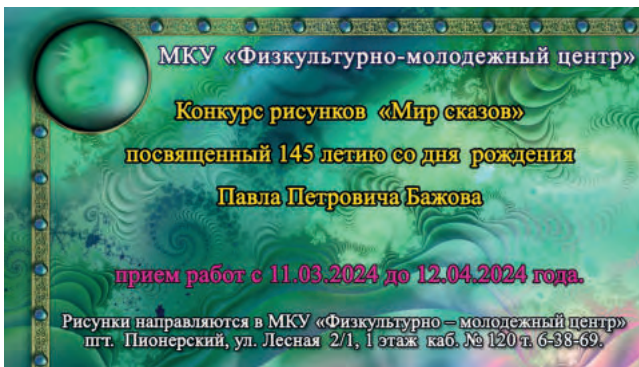 МКУ «Физкультурно-молодежный центр»
Конкурс рисунков «Мир сказов»
посвященный 145 летию со дня рождения
Павла Петровича Бажова
прием работ с 11.03.2024 до 12.04.2024 года.
Рисунки направляются в МКУ «Физкультурно – молодежный центр»
пгт. Пионерский, ул. Лесная 2/1, 1 этаж каб. № 120 т. 6-38-69.